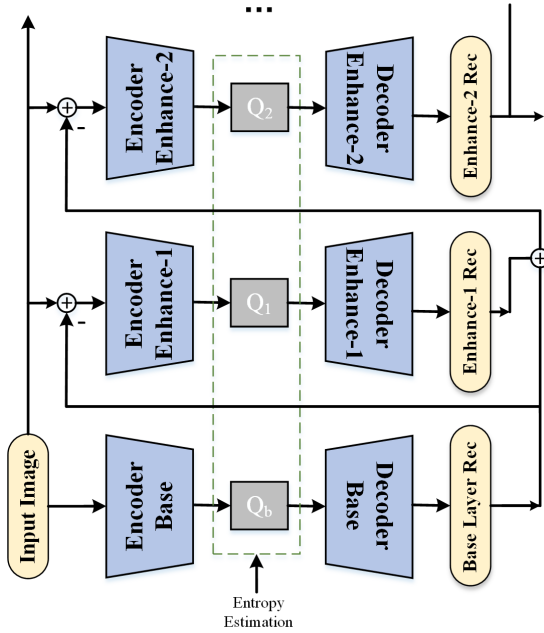 ...
Encoder
Enhance-2
Q2
Decoder
Enhance-2
Enhance-2 Rec
+
-
Encoder
Enhance-1
Q1
Decoder
Enhance-1
Enhance-1 Rec
+
+
-
Input Image
Encoder
Base
Qb
Decoder
Base
Base Layer Rec
Entropy
Estimation